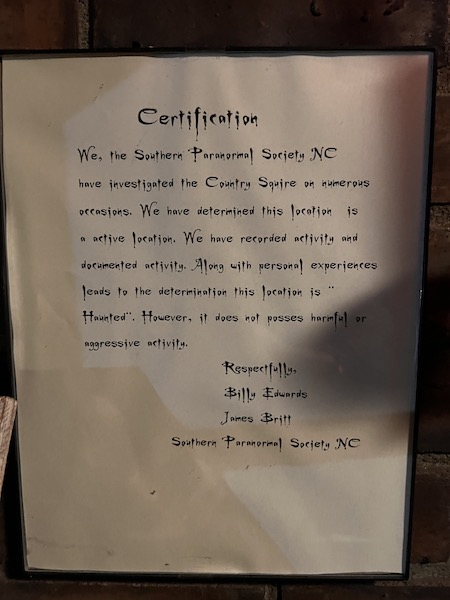 Certification
We, the Southern Paranormal Society NC
have investigated the Country Squire on numerous
occasions. We have determined this location is
a active location. We have recorded activity and
documented activity. Along with personal experiences
leads to the determination this location is "
Haunted". However, it does not posses harmful or
aggressive activity.
Respectfully,
Billy Edwards
James Britt
Southern Paranormal Society NC